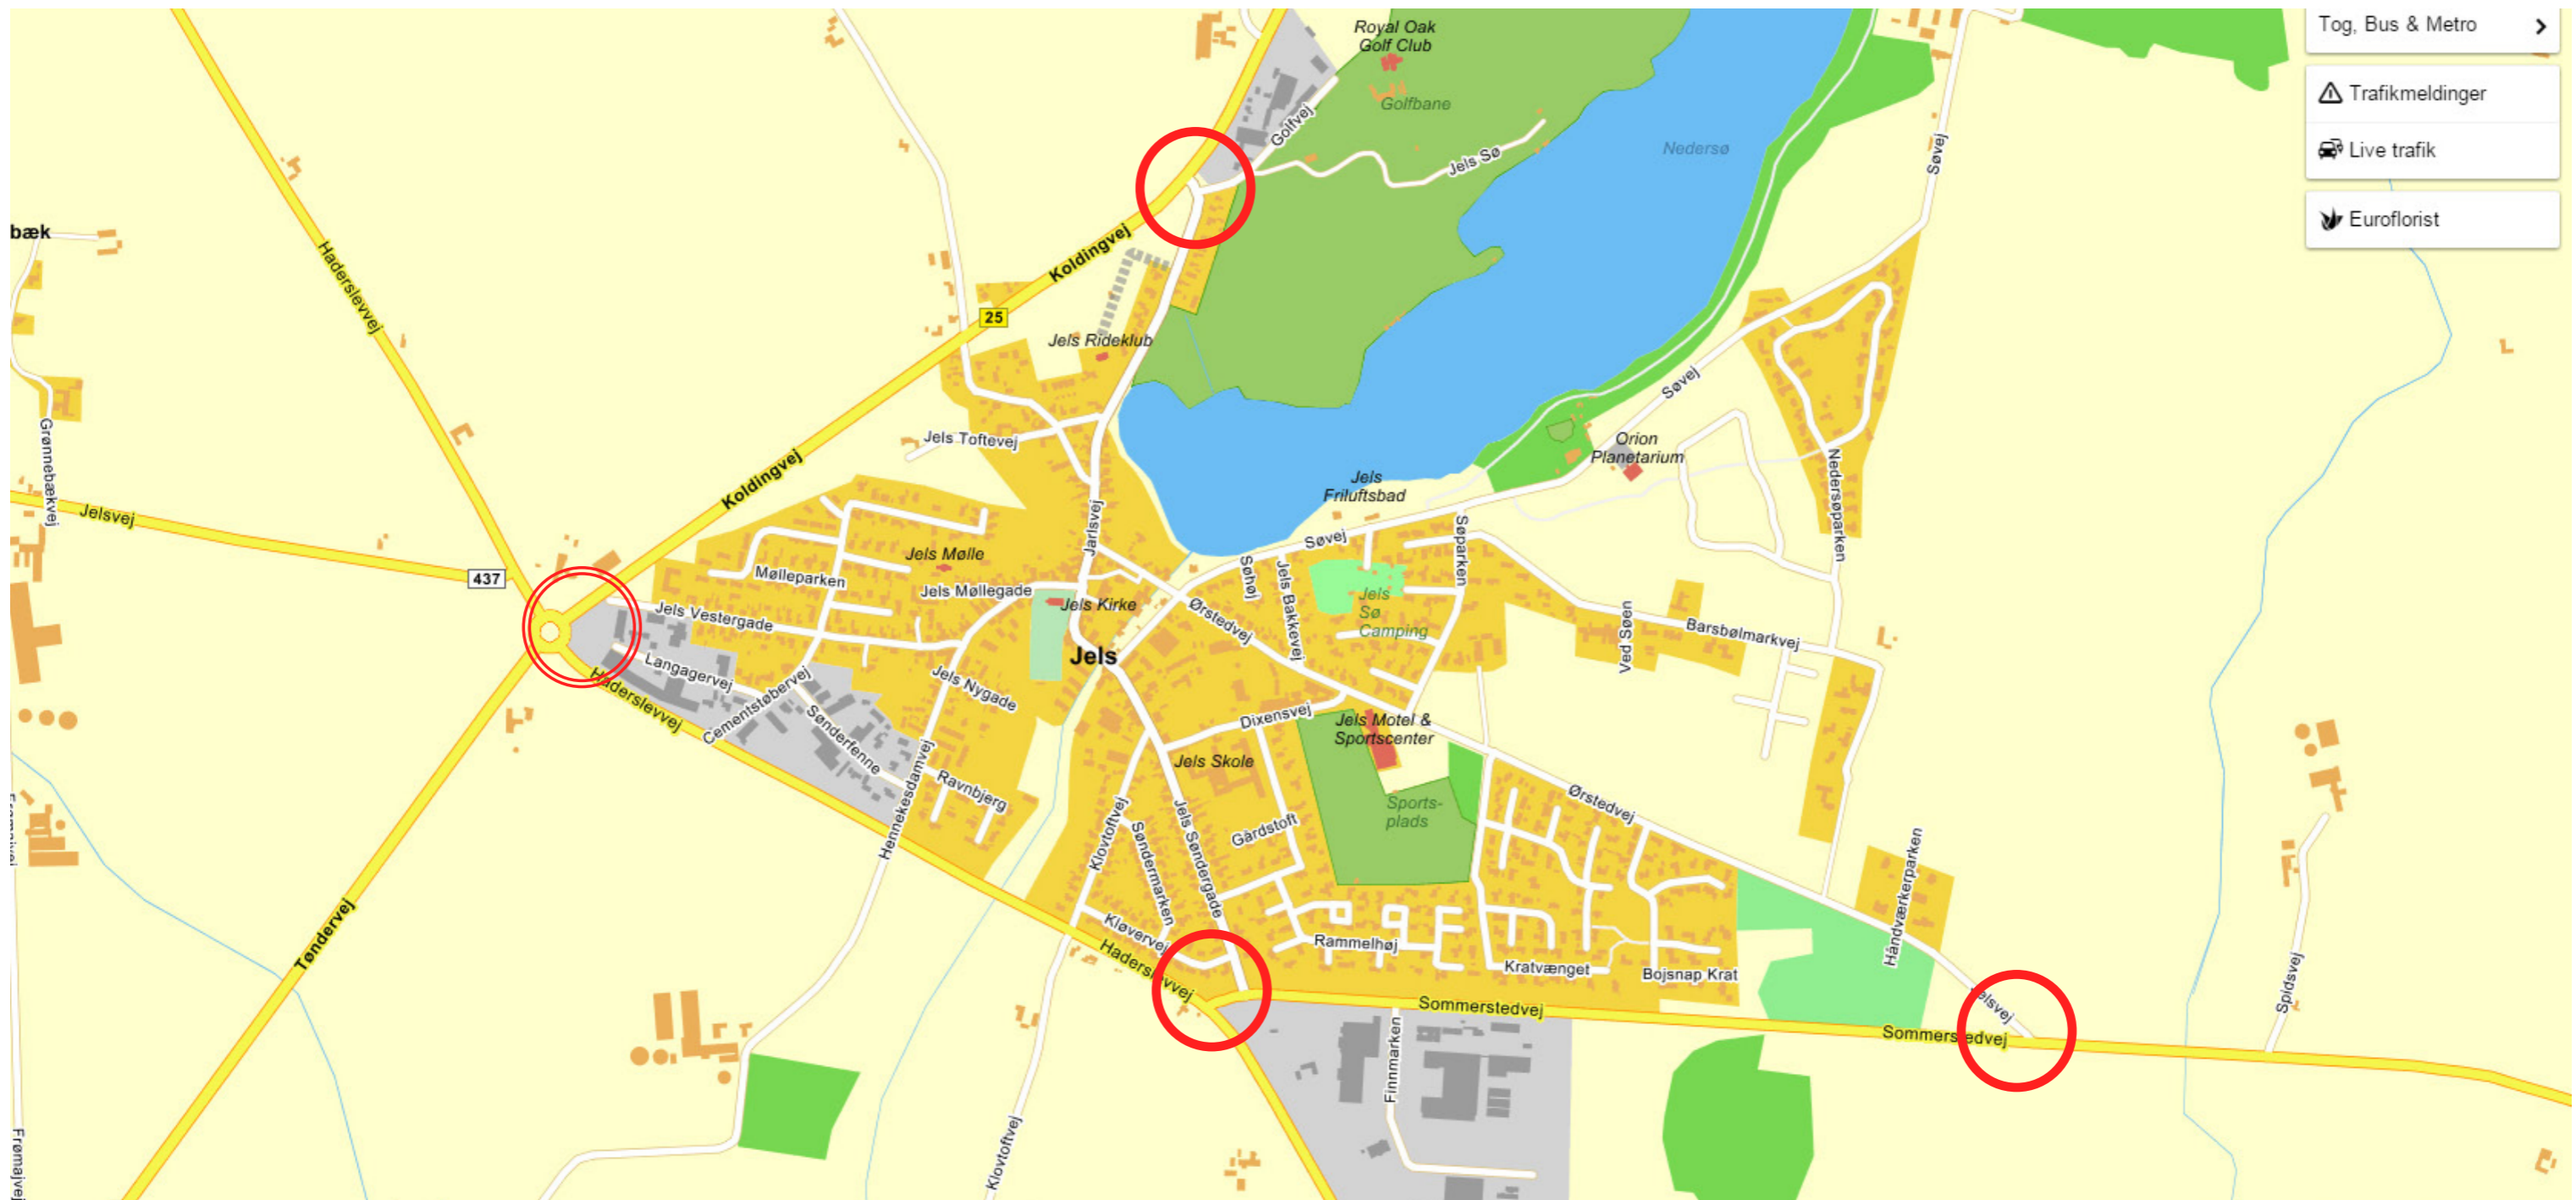 Royal Oak
Golf Club
Tog, Bus & Metro
Golfbane
Trafikmeldinger
Golfvej
Nedersø
Live trafik
Jels Sø
Søvej
Euroflorist
bæk
Haderslevvej
Koldingvej
25
Jels Rideklub
Søvej
Jels Toftevej
Orion
Planetarium
Grønnebækvej
Koldingvej
Jels
Friluftsbad
Nedersøparken
Jelsvej
Jarlsvej
Søvej
Søparken
Jels Mølle
437
Mølleparken
Jels Møllegade
Søhøj
Jels Bakkevej
Jels
Sø
Camping
Jels Kirke
Jels Vestergade
Ørstedvej
Ved Søen
Barsbølmarkvej
Jels
Langagervej
Haderslevvej
Cementstøbervej
Jels Nygade
Sønderfenne
Dixensvej
Jels Motel &
Sportscenter
Jels Skole
Ravnbjerg
Hennekesdamvej
Sports-
plads
Ørstedvej
Klovtoftvej
Søndermarken
Jels Søndergade
Gårdstoft
Håndværkerparken
Tøndervej
Kløvervej
Haderslevvej
Rammelhøj
Kratvænget
Bojsnap Krat
Jelsvej
Spidsvej
Sommerstedvej
Sommerstedvej
Finnmarken
Klovtoftvej
Frømajvej